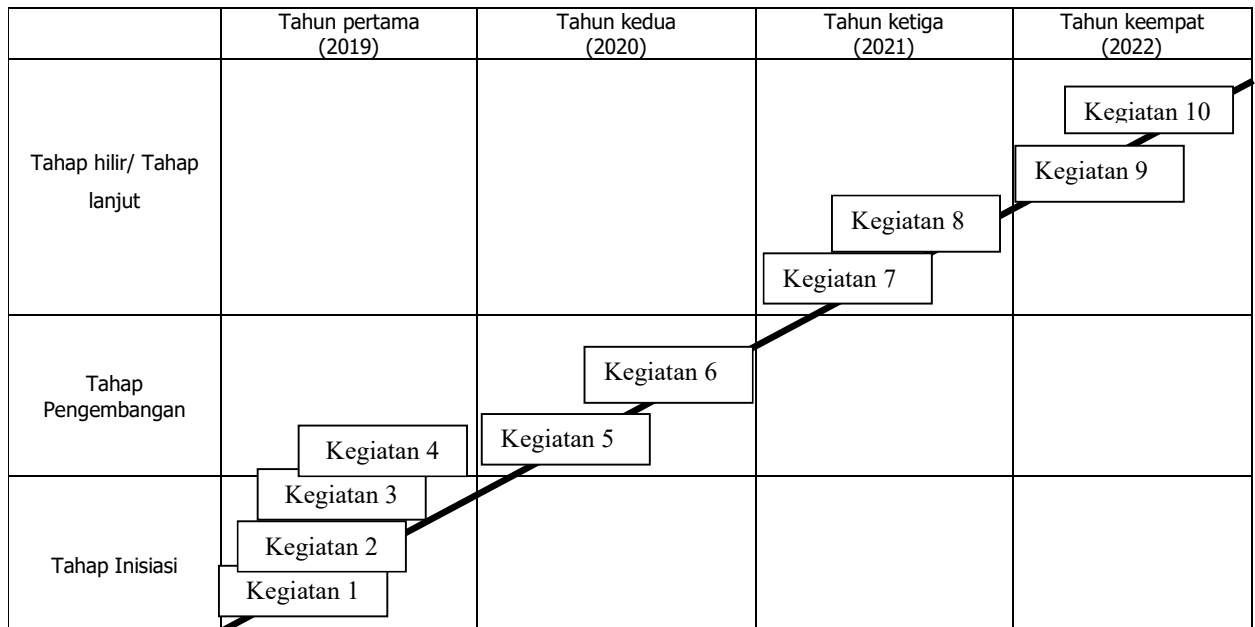 Tahun pertama
(2019)
Tahun kedua
(2020)
Tahun ketiga
(2021)
Tahun keempat
(2022)
Tahap hilir/ Tahap
lanjut
Kegiatan 10
Kegiatan 9
Kegiatan 8
Kegiatan 7
Tahap
Pengembangan
Kegiatan 6
Kegiatan 5
Kegiatan 4
Tahap Inisiasi
Kegiatan 3
Kegiatan 2
Kegiatan 1